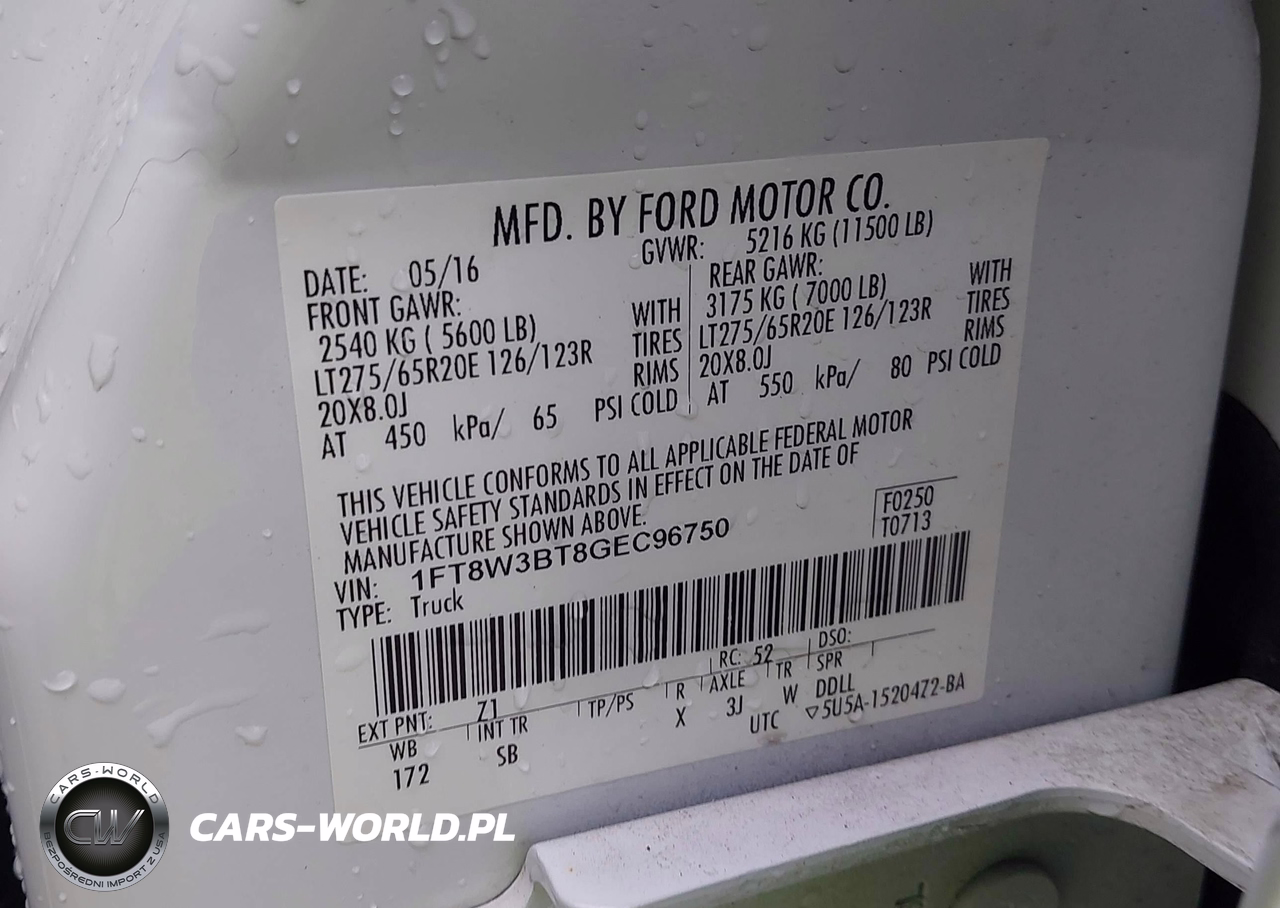 MFD. BY FORD MOTOR CO.
DATE: 05/16 GVWR: 5216 KG (11500 LB)
FRONT GAWR: REAR GAWR:
2540 KG ( 5600 LB) WITH 3175 KG ( 7000 LB) WITH
LT275/65R20E 126/123R TIRES LT275/65R20E 126/123R TIRES
20X8.0J RIMS 20X8.0J RIMS
AT 450 kPa/ 65 PSI COLD AT 550 kPa/ 80 PSI COLD
THIS VEHICLE CONFORMS TO ALL APPLICABLE FEDERAL MOTOR
VEHICLE SAFETY STANDARDS IN EFFECT ON THE DATE OF
MANUFACTURE SHOWN ABOVE.
F0250
T0713
VIN: 1FT8W3BT8GEC96750
TYPE: Truck
EXT PNT: Z1 RC: 52 DSO:
WB INT TR TP/PS R AXLE TR SPR
172 SB X 3J W DDLL
UTC ▽5U5A-1520472-BA
CARS-WORLD
CW
BEZPOŚREDNI IMPORT Z USA
CARS-WORLD.PL